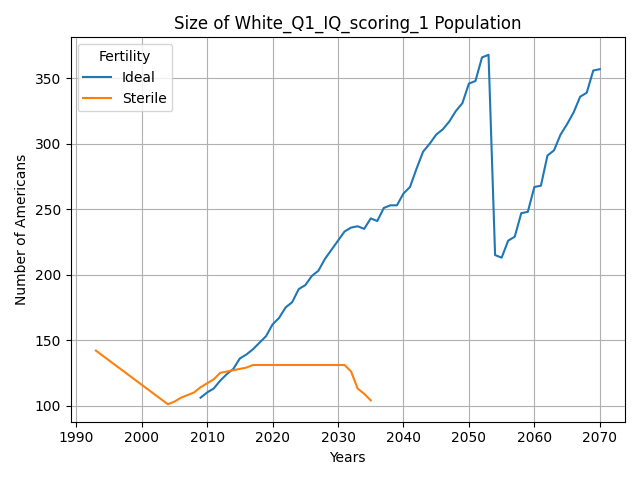 Size of White_Q1_IQ_scoring_1 Population
Fertility
Ideal
Sterile
Number of Americans
350
300
250
200
150
100
1990 2000 2010 2020 2030 2040 2050 2060 2070
Years